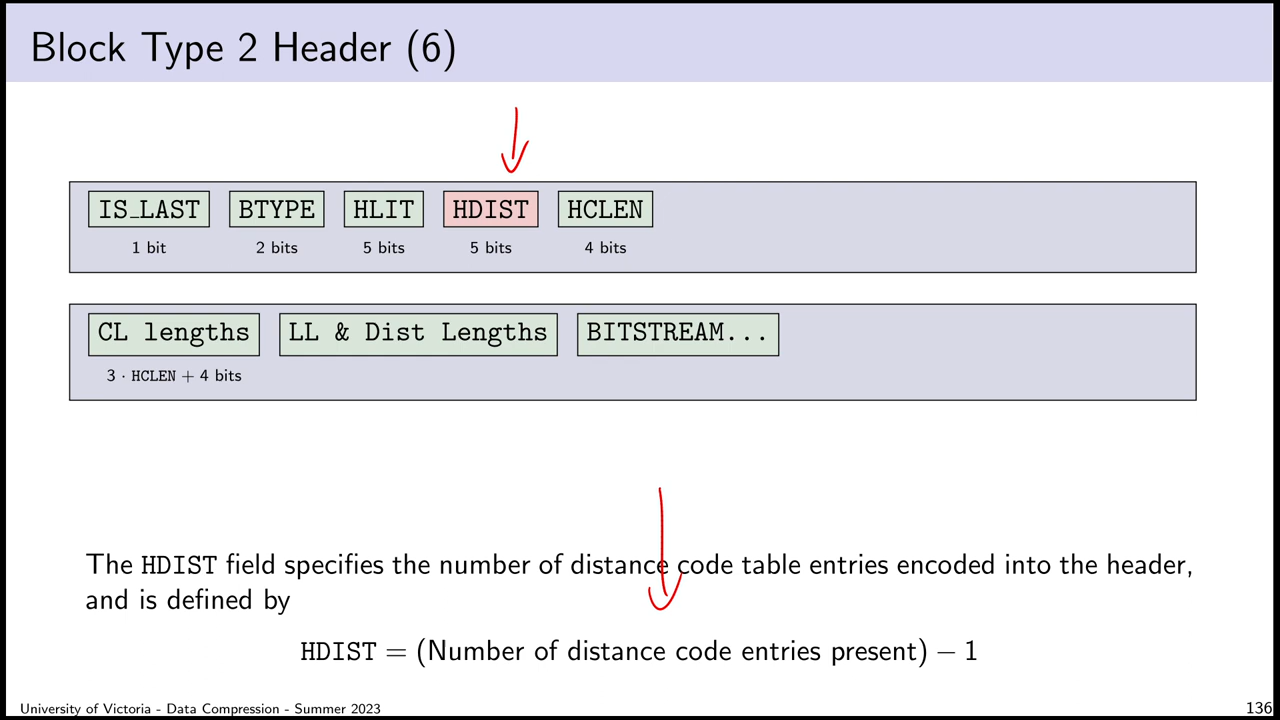 Block Type 2 Header (6)
IS_LAST BTYPE HLIT HDIST HCLEN
1 bit 2 bits 5 bits 5 bits 4 bits
CL lengths LL & Dist Lengths BITSTREAM...
3 · HCLEN + 4 bits
The HDIST field specifies the number of distance code table entries encoded into the header,
and is defined by
HDIST = (Number of distance code entries present) − 1
University of Victoria - Data Compression - Summer 2023
136